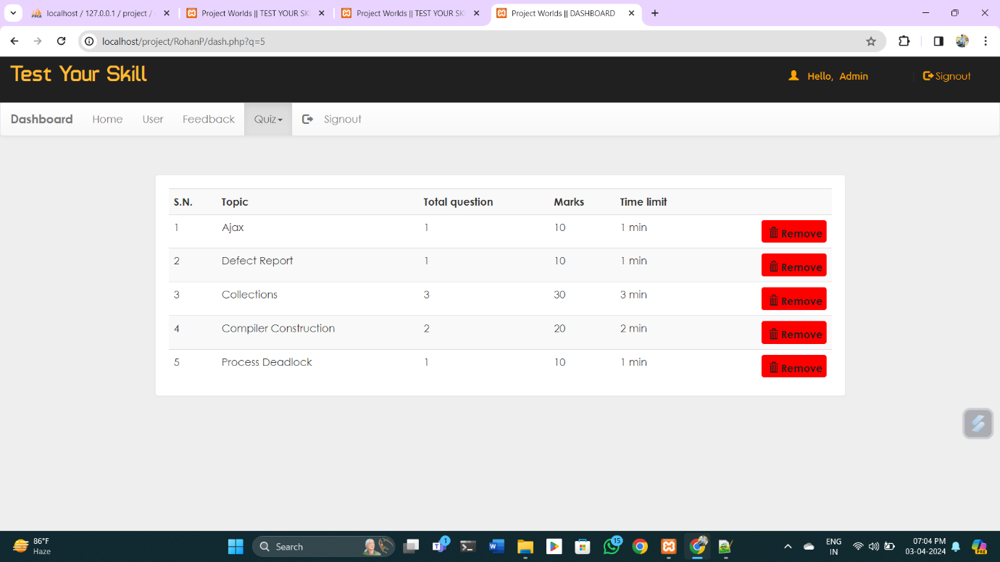 localhost / 127.0.0.1 / project / Project Worlds || TEST YOUR SK Project Worlds || TEST YOUR SK Project Worlds || DASHBOARD
localhost/project/RohanP/dash.php?q=5
Test Your Skill Hello, Admin Signout
Dashboard Home User Feedback Quiz Signout
S.N. Topic Total question Marks Time limit
1 Ajax 1 10 1 min Remove
2 Defect Report 1 10 1 min Remove
3 Collections 3 30 3 min Remove
4 Compiler Construction 2 20 2 min Remove
5 Process Deadlock 1 10 1 min Remove
86°F
Haze
Search
1
15
ENG
IN
07:04 PM
03-04-2024
PRE